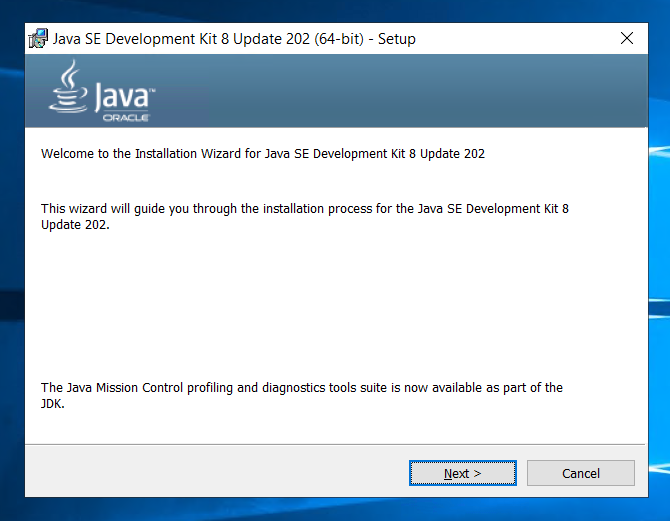 Java SE Development Kit 8 Update 202 (64-bit) - Setup
Java™
ORACLE
Welcome to the Installation Wizard for Java SE Development Kit 8 Update 202
This wizard will guide you through the installation process for the Java SE Development Kit 8
Update 202.
The Java Mission Control profiling and diagnostics tools suite is now available as part of the
JDK.
Next >
Cancel